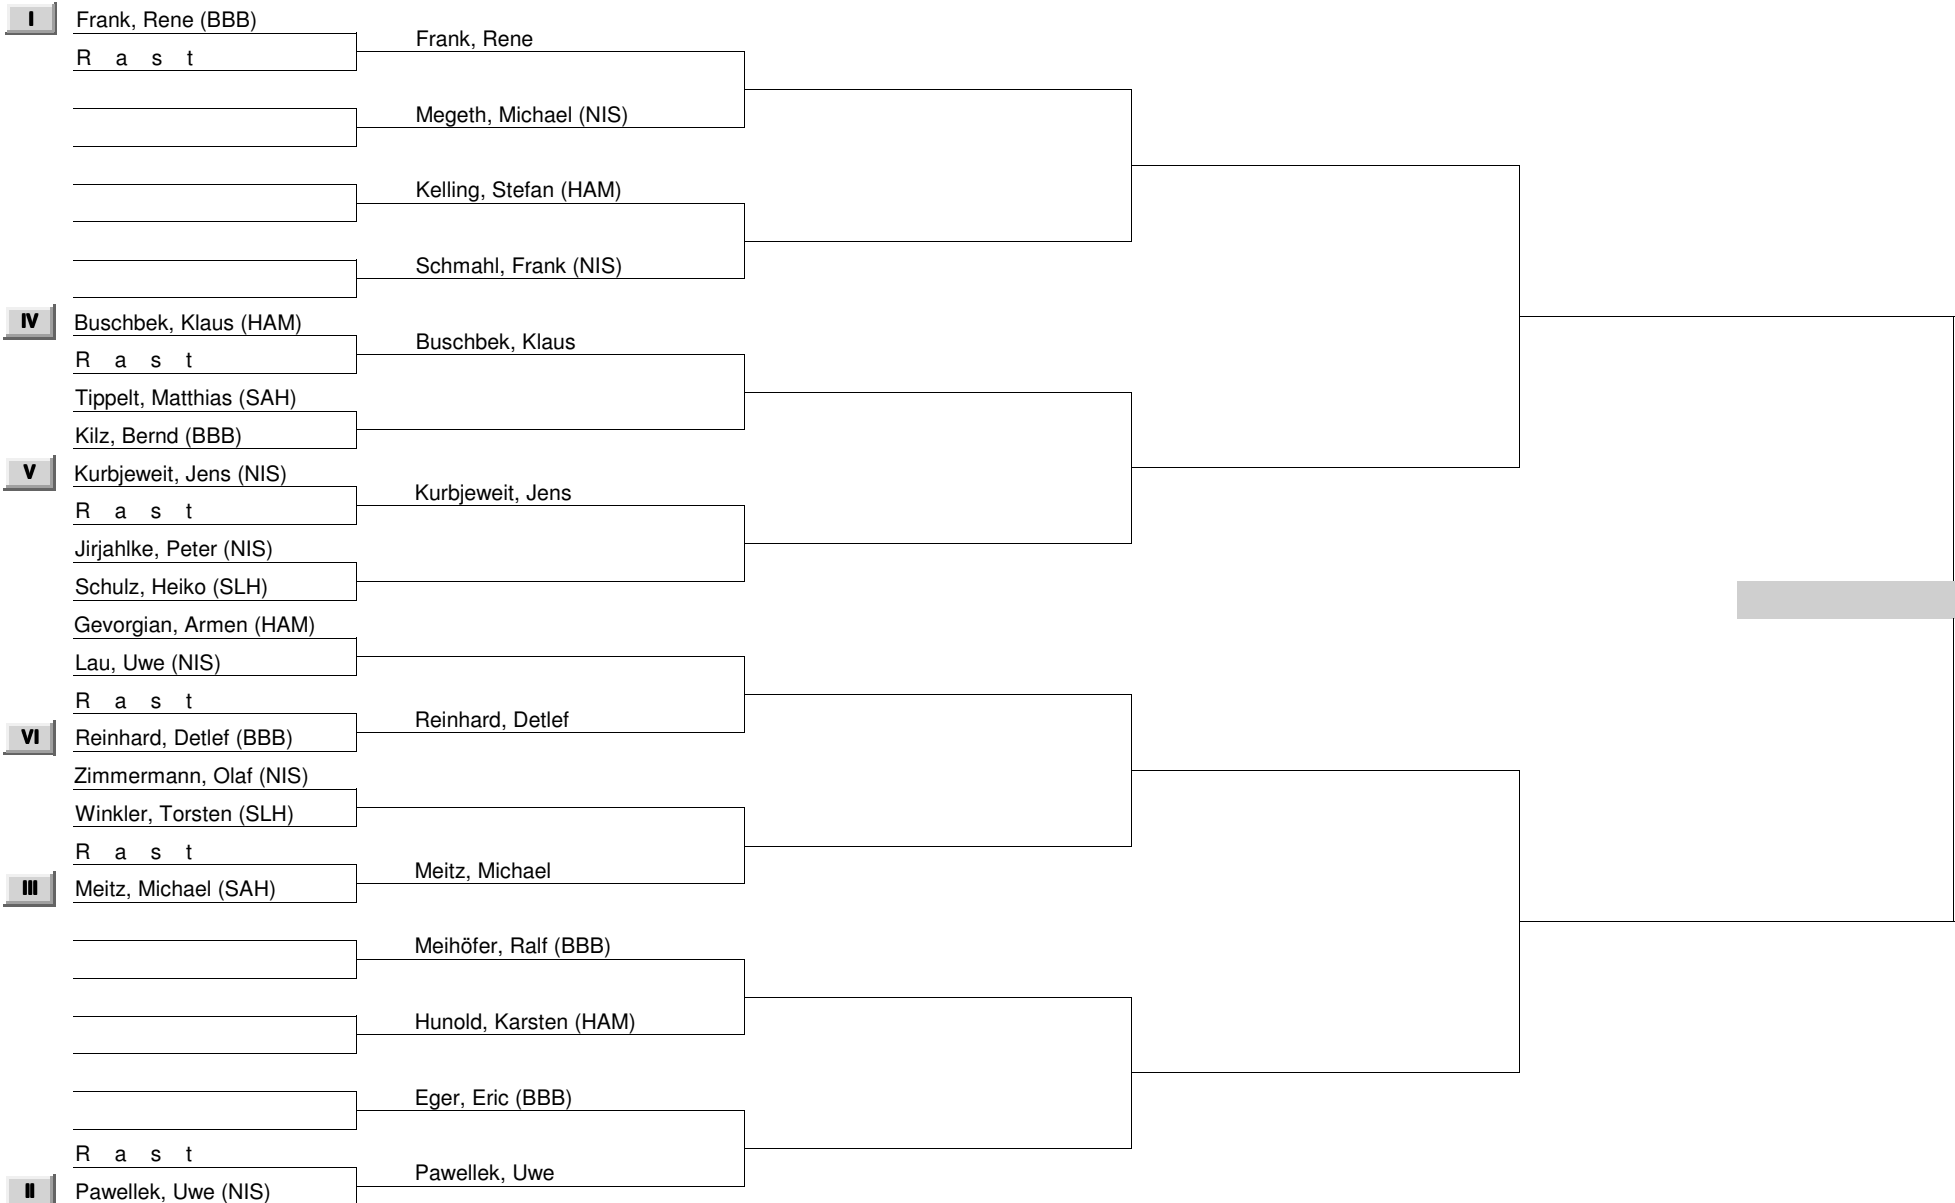 I Frank, Rene (BBB)
Frank, Rene
R a s t
Megeth, Michael (NIS)
Kelling, Stefan (HAM)
Schmahl, Frank (NIS)
IV Buschbek, Klaus (HAM)
Buschbek, Klaus
R a s t
Tippelt, Matthias (SAH)
Kilz, Bernd (BBB)
V Kurbjeweit, Jens (NIS)
Kurbjeweit, Jens
R a s t
Jirjahlke, Peter (NIS)
Schulz, Heiko (SLH)
Gevorgian, Armen (HAM)
Lau, Uwe (NIS)
R a s t
Reinhard, Detlef
VI Reinhard, Detlef (BBB)
Zimmermann, Olaf (NIS)
Winkler, Torsten (SLH)
R a s t
Meitz, Michael
III Meitz, Michael (SAH)
Meihöfer, Ralf (BBB)
Hunold, Karsten (HAM)
Eger, Eric (BBB)
R a s t
Pawellek, Uwe
II Pawellek, Uwe (NIS)